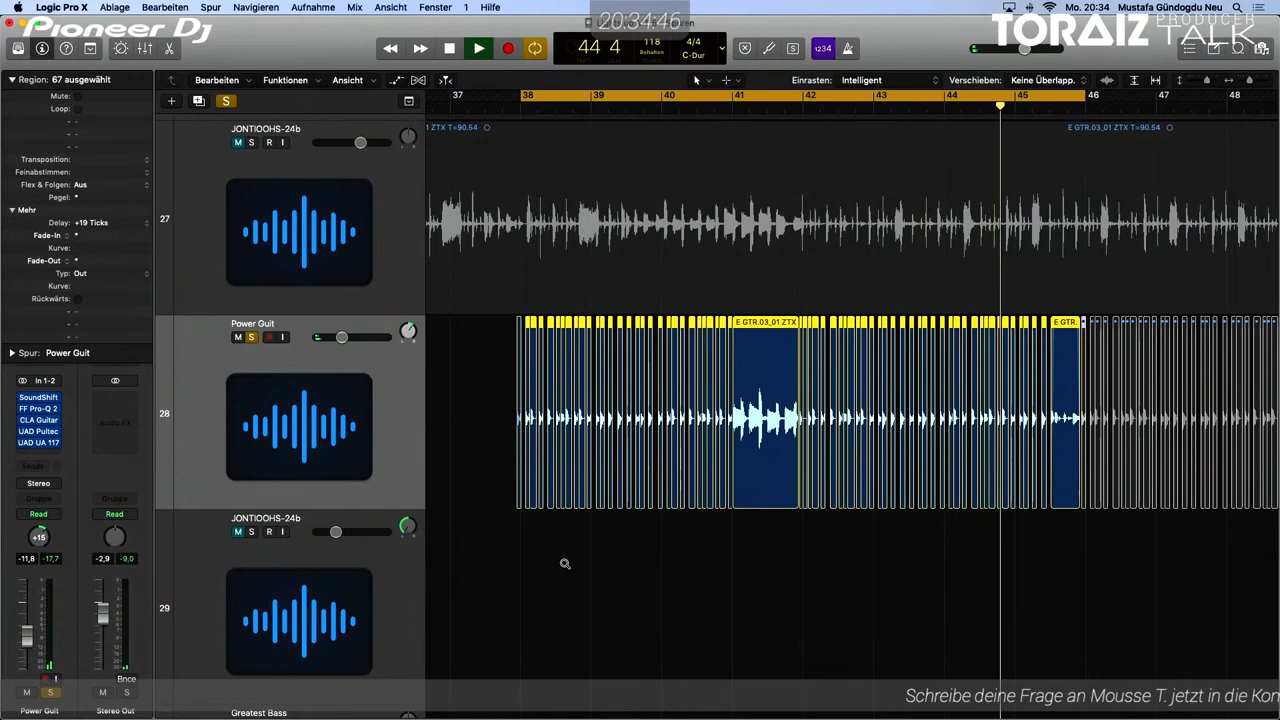 Logic Pro X Ablage Bearbeiten Spur Navigieren Aufnahme Mix Ansicht Fenster 1 Hilfe
Mo. 20:34 Mustafa Gündogdu Neu
20:34:46
Pioneer Dj
TORAIZ PRODUCER TALK
44 4
118
Behalten
4/4
C-Dur
S
1234
Region: 67 ausgewählt
Mute:
Loop:
Transposition:
Feinabstimmen:
Flex & Folgen: Aus
Pegel:
Mehr
Delay: +19 Ticks
Fade-In
Kurve:
Fade-Out
Typ: Out
Kurve:
Rückwärts:
Spur: Power Guit
In 1-2
SoundShift
FF Pro-Q 2
CLA Guitar
UAD Pultec
UAD UA 117
Audio FX
Sends
Stereo
Gruppe
Gruppe
Read
Read
+15
-11,8 -17,7
-2,9 -9,0
I
Bnce
M S
M S
Power Guit
Stereo Out
Bearbeiten Funktionen Ansicht
Einrasten: Intelligent
Verschieben: Keine Überlapp.
S
37 38 39 40 41 42 43 44 45 46 47 48
JONTIOOHS-24b
M S R I
27
1 ZTX T=90.54
E GTR.03_01 ZTX T=90.54
Power Guit
M S R I
28
E GTR.03_01 ZTX
E GTR.
JONTIOOHS-24b
M S R I
29
Greatest Bass
Schreibe deine Frage an Mousse T. jetzt in die Kon